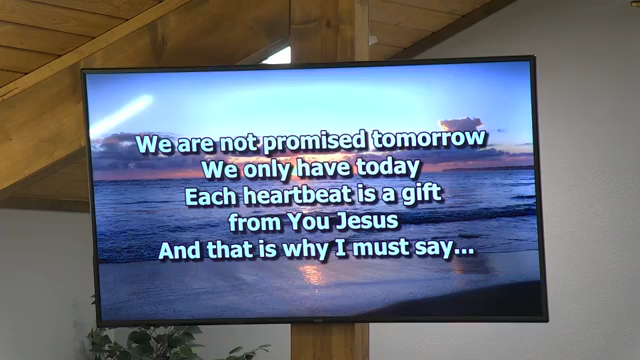 We are not promised tomorrow
We only have today
Each heartbeat is a gift
from You Jesus
And that is why I must say...